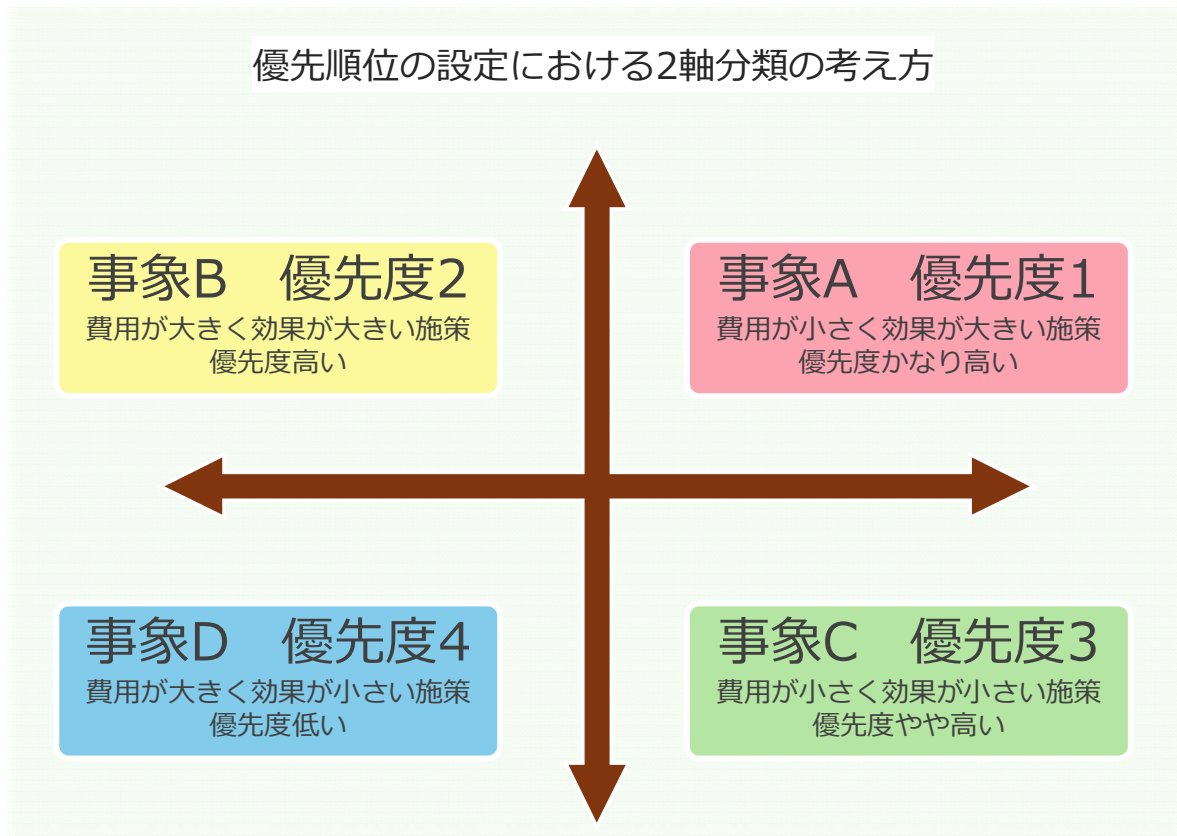 優先順位の設定における2軸分類の考え方
事象B　優先度2
費用が大きく効果が大きい施策
優先度高い
事象A　優先度1
費用が小さく効果が大きい施策
優先度かなり高い
事象D　優先度4
費用が大きく効果が小さい施策
優先度低い
事象C　優先度3
費用が小さく効果が小さい施策
優先度やや高い